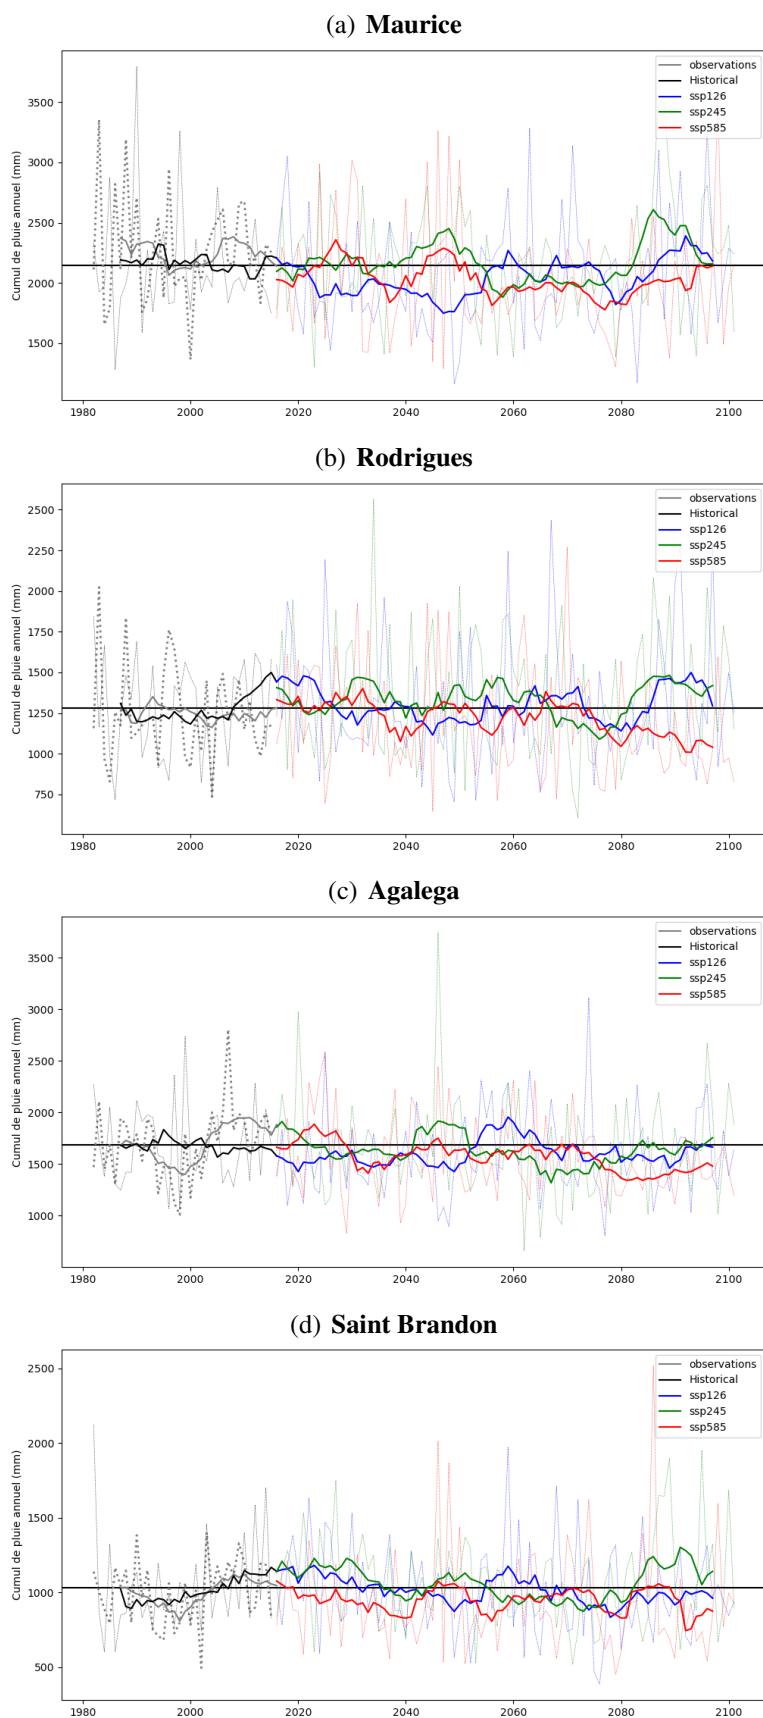 (a) Maurice
Cumul de pluie annuel (mm)
3500
3000
2500
2000
1500
observations
Historical
ssp126
ssp245
ssp585
1980 2000 2020 2040 2060 2080 2100
(b) Rodrigues
Cumul de pluie annuel (mm)
2500
2250
2000
1750
1500
1250
1000
750
observations
Historical
ssp126
ssp245
ssp585
1980 2000 2020 2040 2060 2080 2100
(c) Agalega
Cumul de pluie annuel (mm)
3500
3000
2500
2000
1500
1000
observations
Historical
ssp126
ssp245
ssp585
1980 2000 2020 2040 2060 2080 2100
(d) Saint Brandon
Cumul de pluie annuel (mm)
2500
2000
1500
1000
500
observations
Historical
ssp126
ssp245
ssp585
1980 2000 2020 2040 2060 2080 2100